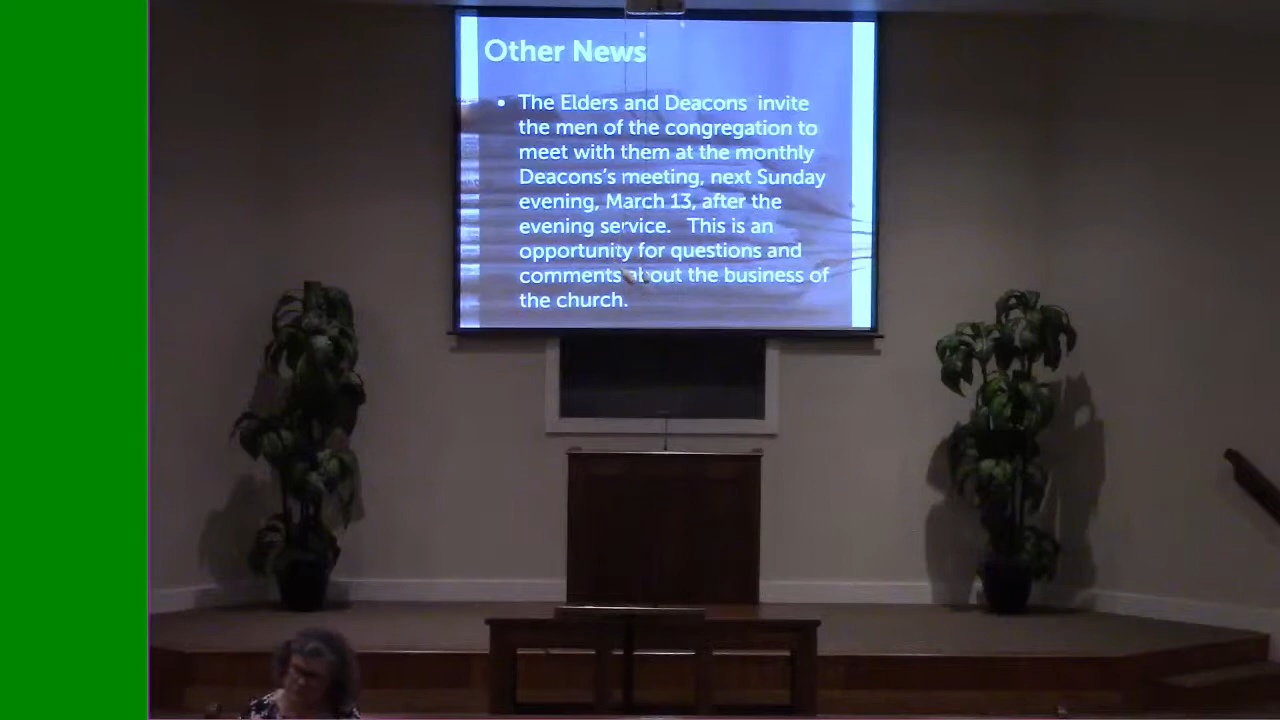 Other News
• The Elders and Deacons invite
the men of the congregation to
meet with them at the monthly
Deacons's meeting, next Sunday
evening, March 13, after the
evening service. This is an
opportunity for questions and
comments about the business of
the church.